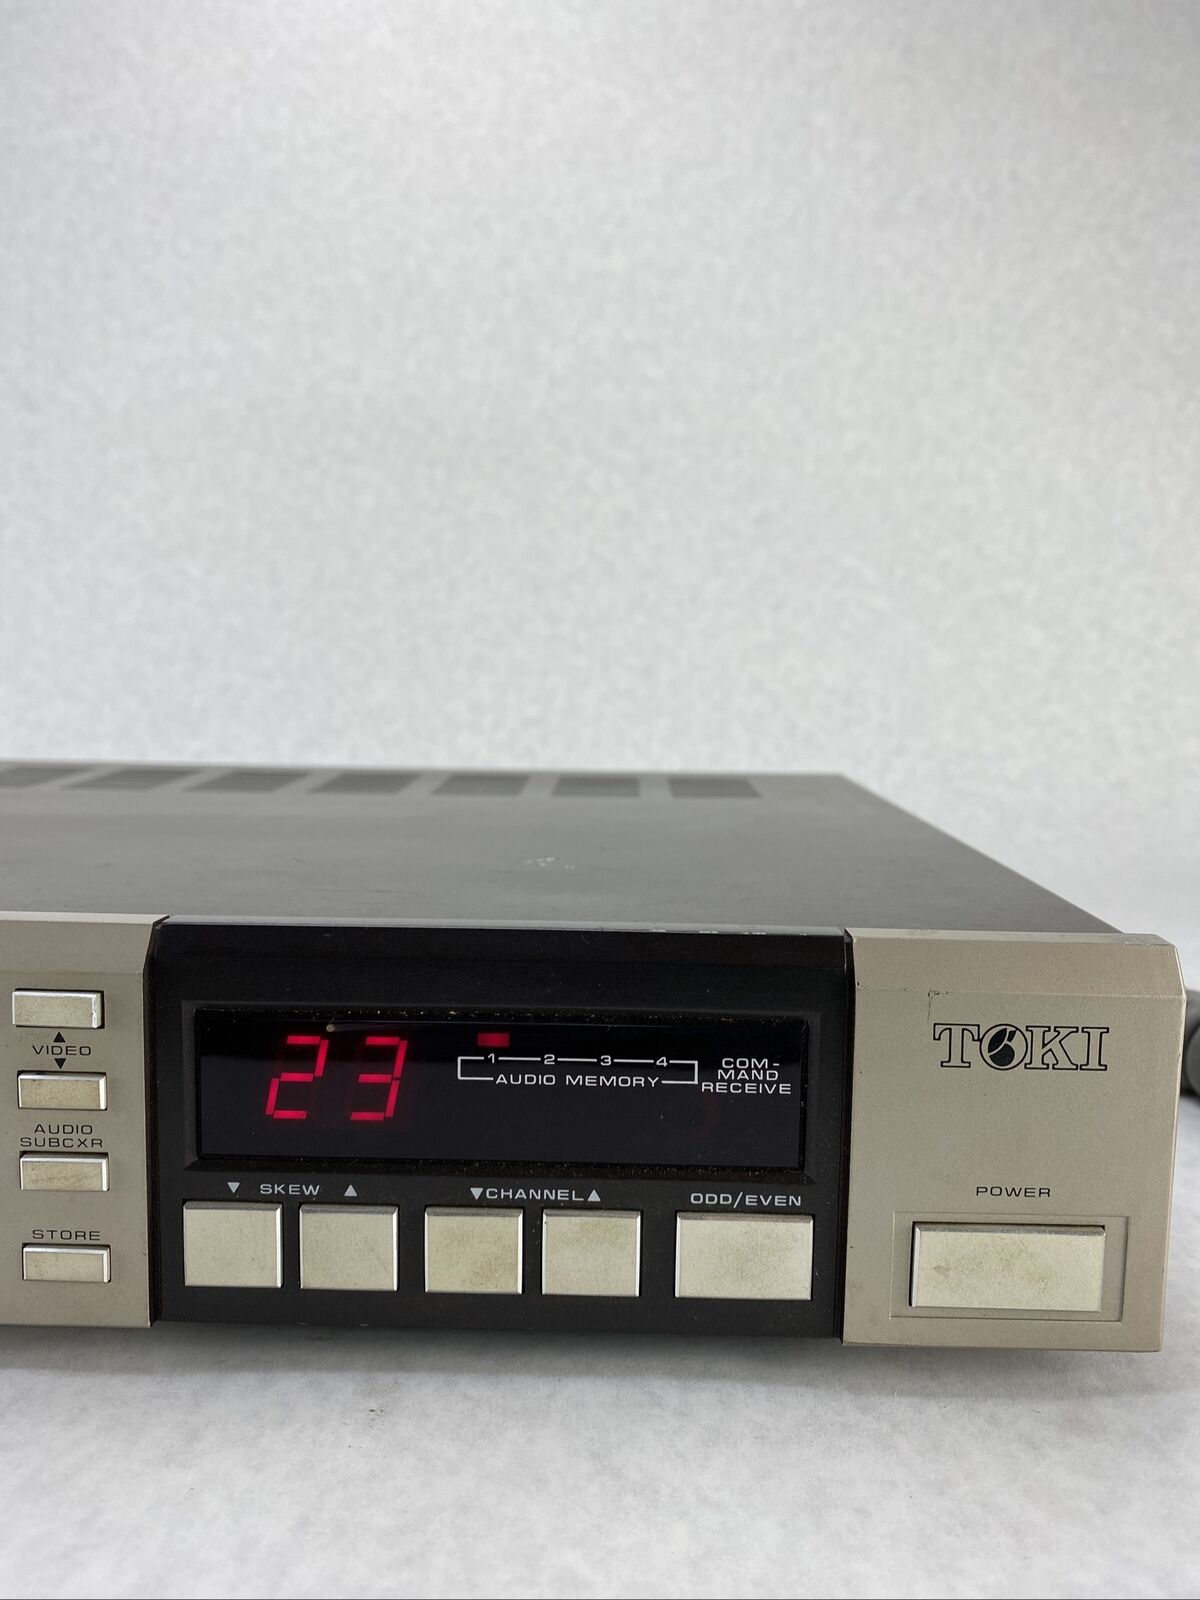 VIDEO
AUDIO
SUBCXR
STORE
23
1 2 3 4
AUDIO MEMORY
COM-
MAND
RECEIVE
▼ SKEW ▲
▼CHANNEL▲
ODD/EVEN
TOKI
POWER